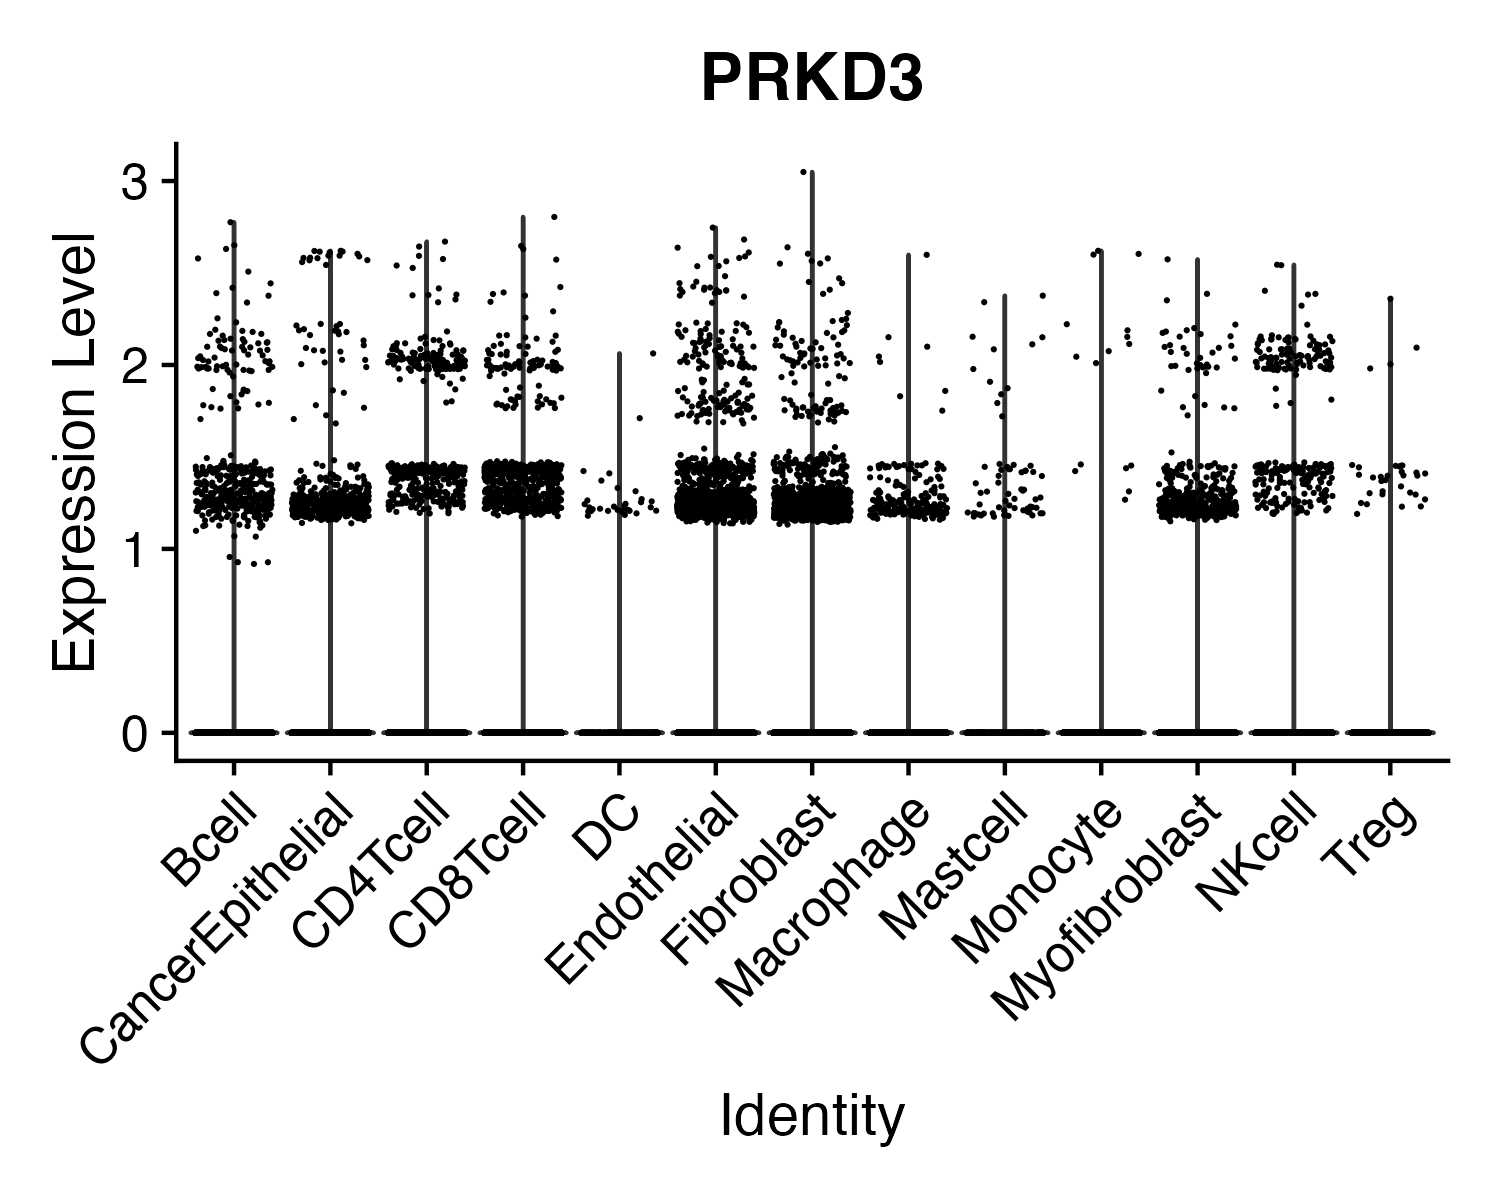 PRKD3
Expression Level
3
2
1
0
Bcell
CancerEpithelial
CD4Tcell
CD8Tcell
DC
Endothelial
Fibroblast
Macrophage
Mastcell
Monocyte
Myofibroblast
NKcell
Treg
Identity